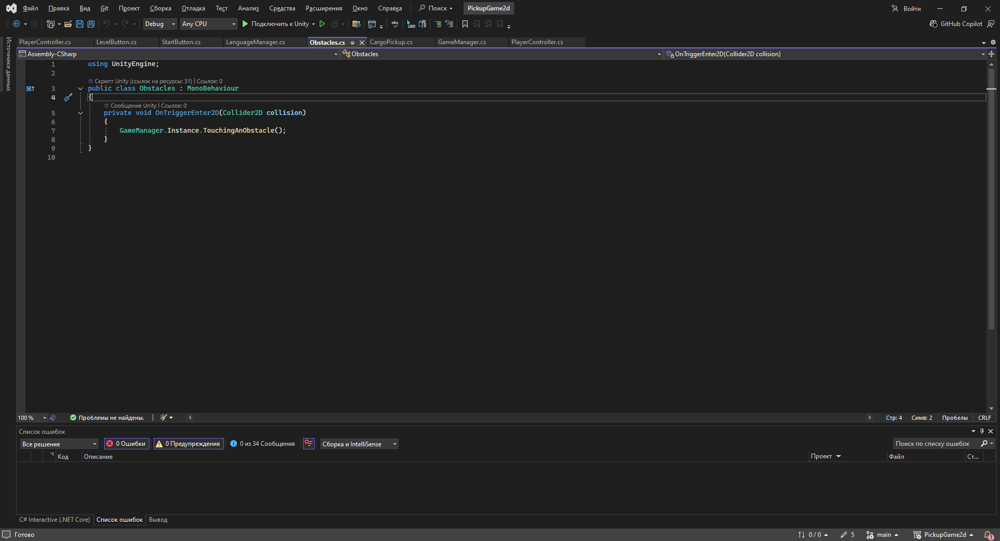 Файл Правка Вид Git Проект Сборка Отладка Тест Анализ Средства Расширения Окно Справка Поиск PickupGame2d Войти
Debug Any CPU Подключить к Unity abc GitHub Copilot
Источники данных
PlayerController.cs LevelButton.cs StartButton.cs LanguageManager.cs Obstacles.cs CargoPickup.cs GameManager.cs PlayerController.cs
Assembly-CSharp Obstacles OnTriggerEnter2D(Collider2D collision)
1 using UnityEngine;
2
Скрипт Unity (ссылок на ресурсы: 31) | Ссылок: 0
3 public class Obstacles : MonoBehaviour
4 {
Сообщение Unity | Ссылок: 0
5 private void OnTriggerEnter2D(Collider2D collision)
6 {
7 GameManager.Instance.TouchingAnObstacle();
8 }
9 }
10
100 % Проблемы не найдены. Стр: 4 Симв: 2 Пробелы CRLF
Список ошибок
Все решение 0 Ошибки 0 Предупреждения 0 из 34 Сообщения Сборка и IntelliSense Поиск по списку ошибок
Код Описание Проект Файл Ст...
C# Interactive (.NET Core) Список ошибок Вывод
Готово 0 / 0 5 main PickupGame2d 1